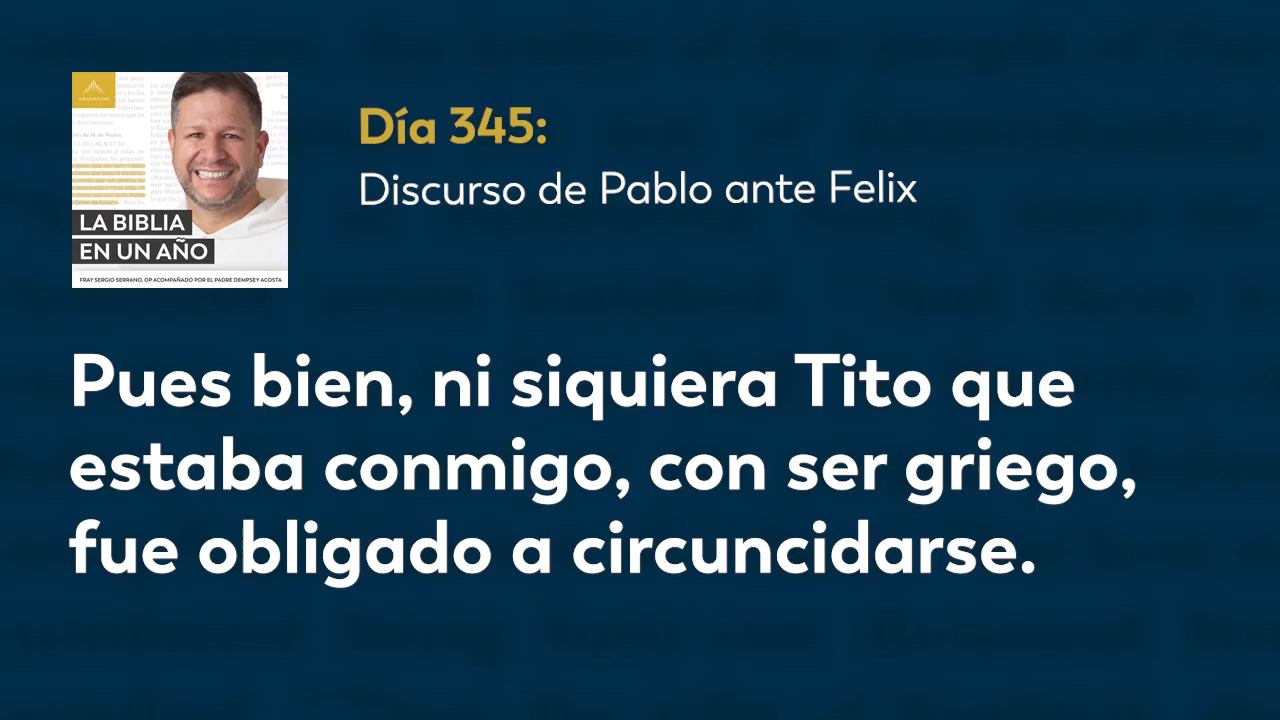 Día 345:
Discurso de Pablo ante Felix
ASCENSION
LA BIBLIA
EN UN AÑO
FRAY SERGIO SERRANO, OP ACOMPAÑADO POR EL PADRE DEMPSEY ACOSTA
Pues bien, ni siquiera Tito que
estaba conmigo, con ser griego,
fue obligado a circuncidarse.